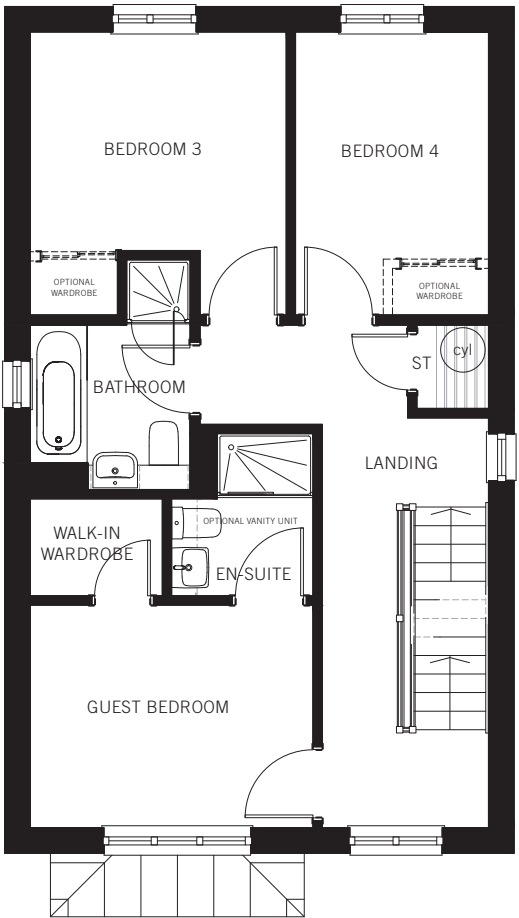 BEDROOM 3
BEDROOM 4
OPTIONAL
WARDROBE
OPTIONAL
WARDROBE
cyl
ST
BATHROOM
LANDING
OPTIONAL VANITY UNIT
WALK-IN
WARDROBE
EN-SUITE
GUEST BEDROOM